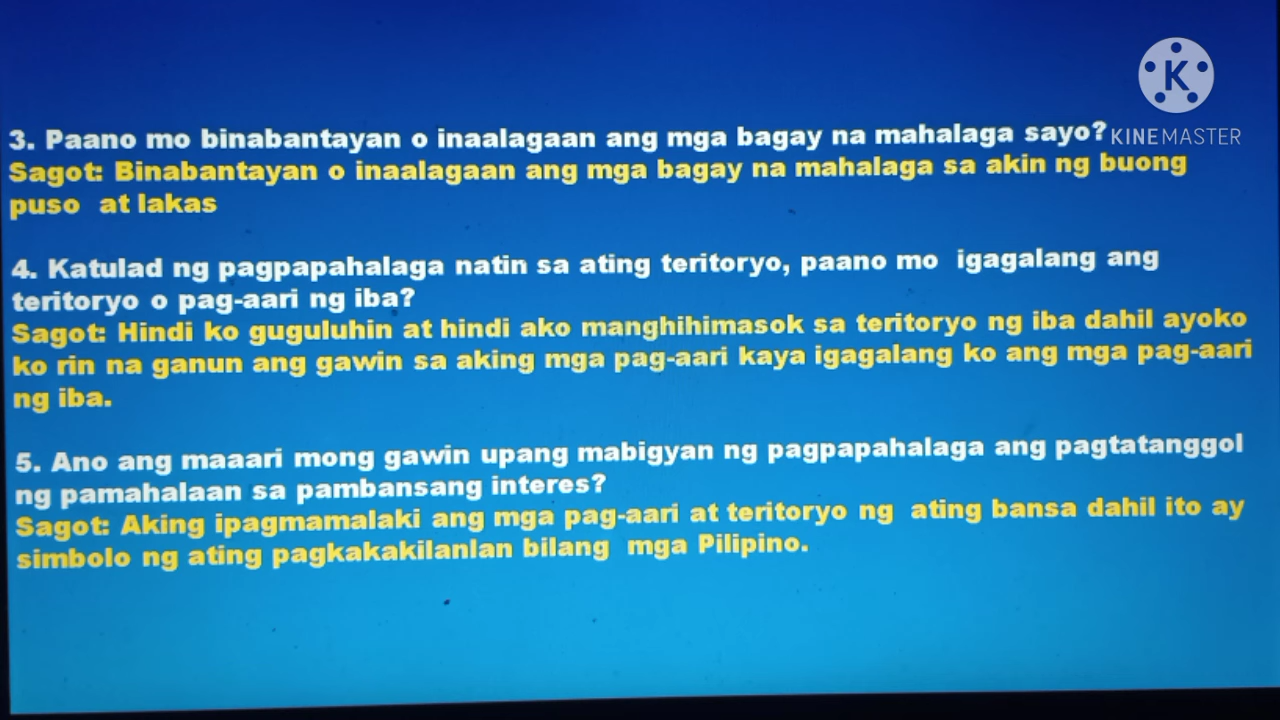 3. Paano mo binabantayan o inaalagaan ang mga bagay na mahalaga sayo?
KINEMASTER
Sagot: Binabantayan o inaalagaan ang mga bagay na mahalaga sa akin ng buong
puso at lakas
4. Katulad ng pagpapahalaga natin sa ating teritoryo, paano mo igagalang ang
teritoryo o pag-aari ng iba?
Sagot: Hindi ko guguluhin at hindi ako manghihimasok sa teritoryo ng iba dahil ayoko
ko rin na ganun ang gawin sa aking mga pag-aari kaya igagalang ko ang mga pag-aari
ng iba.
5. Ano ang maaari mong gawin upang mabigyan ng pagpapahalaga ang pagtatanggol
ng pamahalaan sa pambansang interes?
Sagot: Aking ipagmamalaki ang mga pag-aari at teritoryo ng ating bansa dahil ito ay
simbolo ng ating pagkakakilanlan bilang mga Pilipino.